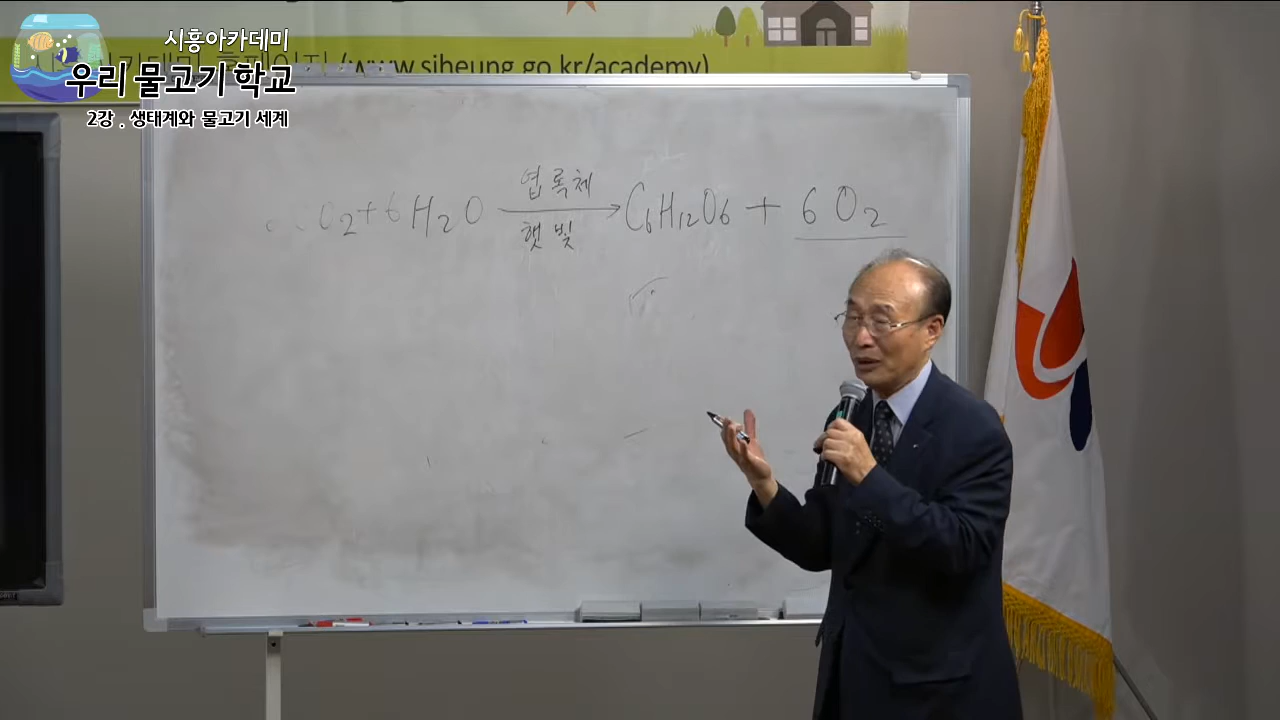 시흥아카데미
우리 물고기 학교
2강 . 생태계와 물고기 세계
(www.siheung.go.kr/academy)
엽록체
O2+6H2O → C6H12O6 + 6O2
햇빛